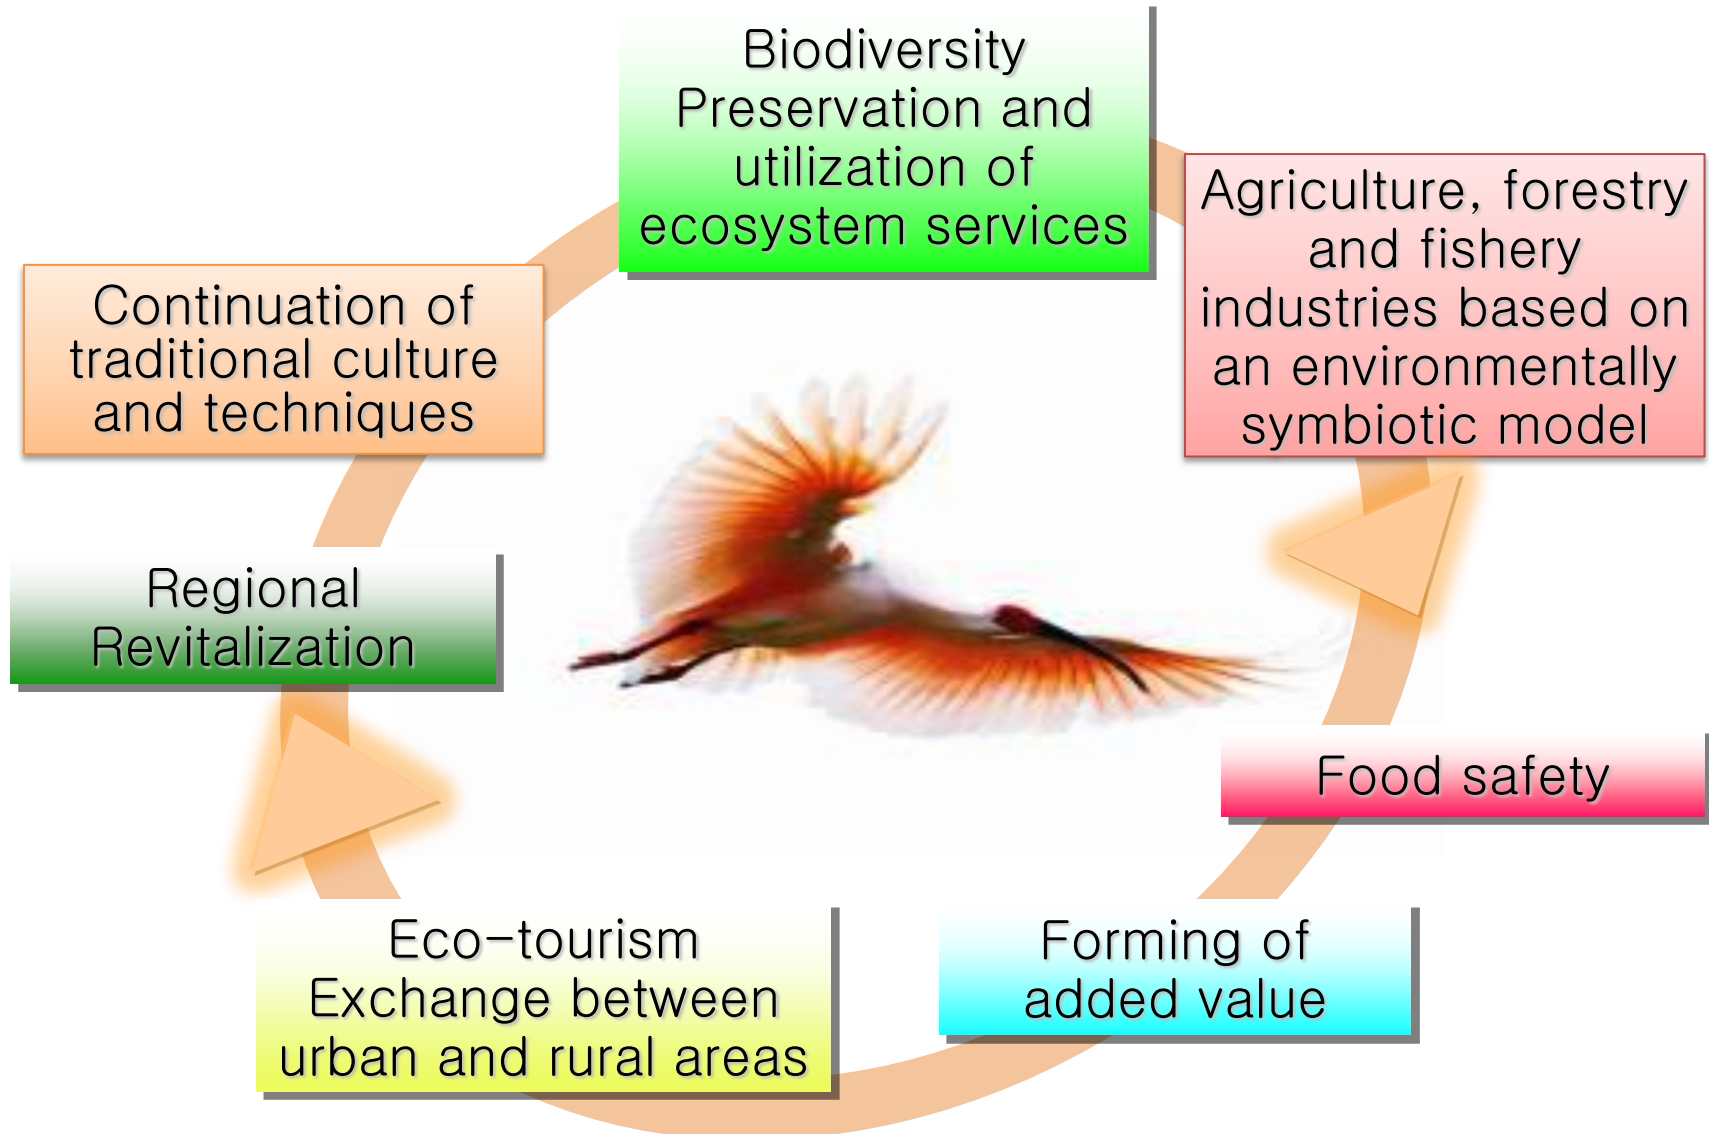 Biodiversity
Preservation and
utilization of
ecosystem services
Agriculture, forestry
and fishery
industries based on
an environmentally
symbiotic model
Food safety
Forming of
added value
Eco-tourism
Exchange between
urban and rural areas
Regional
Revitalization
Continuation of
traditional culture
and techniques